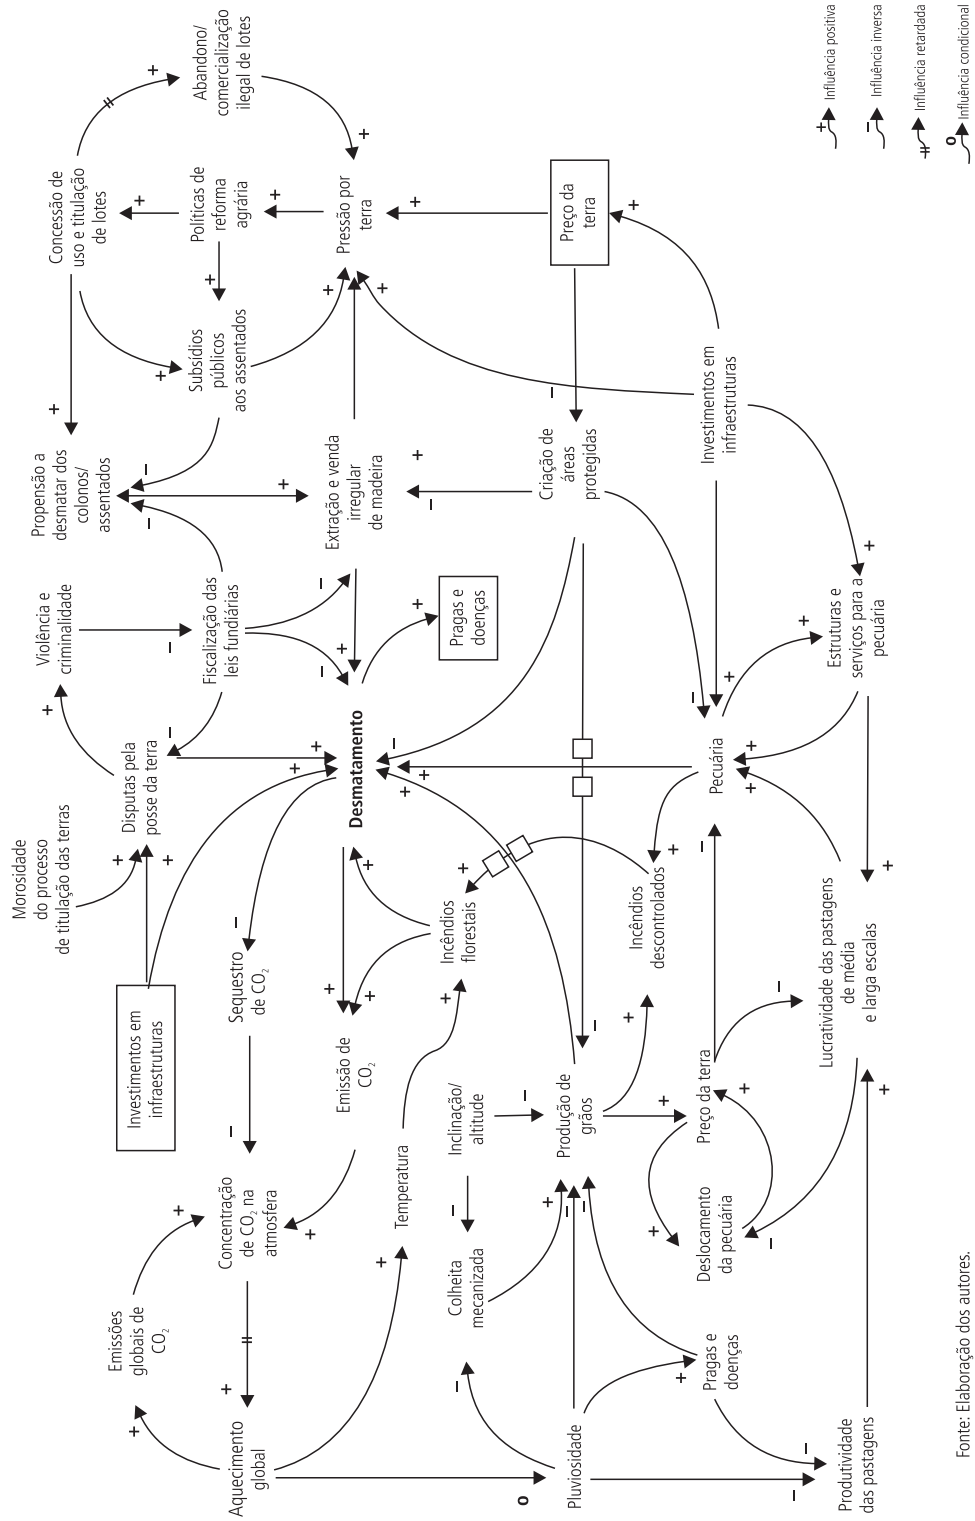 Aquecimento
global
Emissões
globais de
CO₂
Concentração
de CO₂ na
atmosfera
Investimentos em
infraestruturas
Sequestro
de CO₂
Morosidade
do processo
de titulação das terras
Disputas pela
posse da terra
Violência e
criminalidade
Fiscalização das
leis fundiárias
Propensão a
desmatar dos
colonos/
assentados
Subsídios
públicos
aos assentados
Concessão de
uso e titulação
de lotes
Políticas de
reforma
agrária
Abandono/
comercialização
ilegal de lotes
Pressão por
terra
Extração e venda
irregular
de madeira
Desmatamento
Pragas e
doenças
Emissão de
CO₂
Temperatura
Incêndios
florestais
Inclinação/
altitude
Colheita
mecanizada
Pluviosidade
Produção de
grãos
Incêndios
descontrolados
Criação de
áreas
protegidas
Preço da
terra
Investimentos em
infraestruturas
Pecuária
Preço da terra
Deslocamento
da pecuária
Pragas e
doenças
Produtividade
das pastagens
Lucratividade das pastagens
de média
e larga escalas
Estruturas e
serviços para a
pecuária
+ Influência positiva
– Influência inversa
= Influência retardada
o Influência condicional
Fonte: Elaboração dos autores.